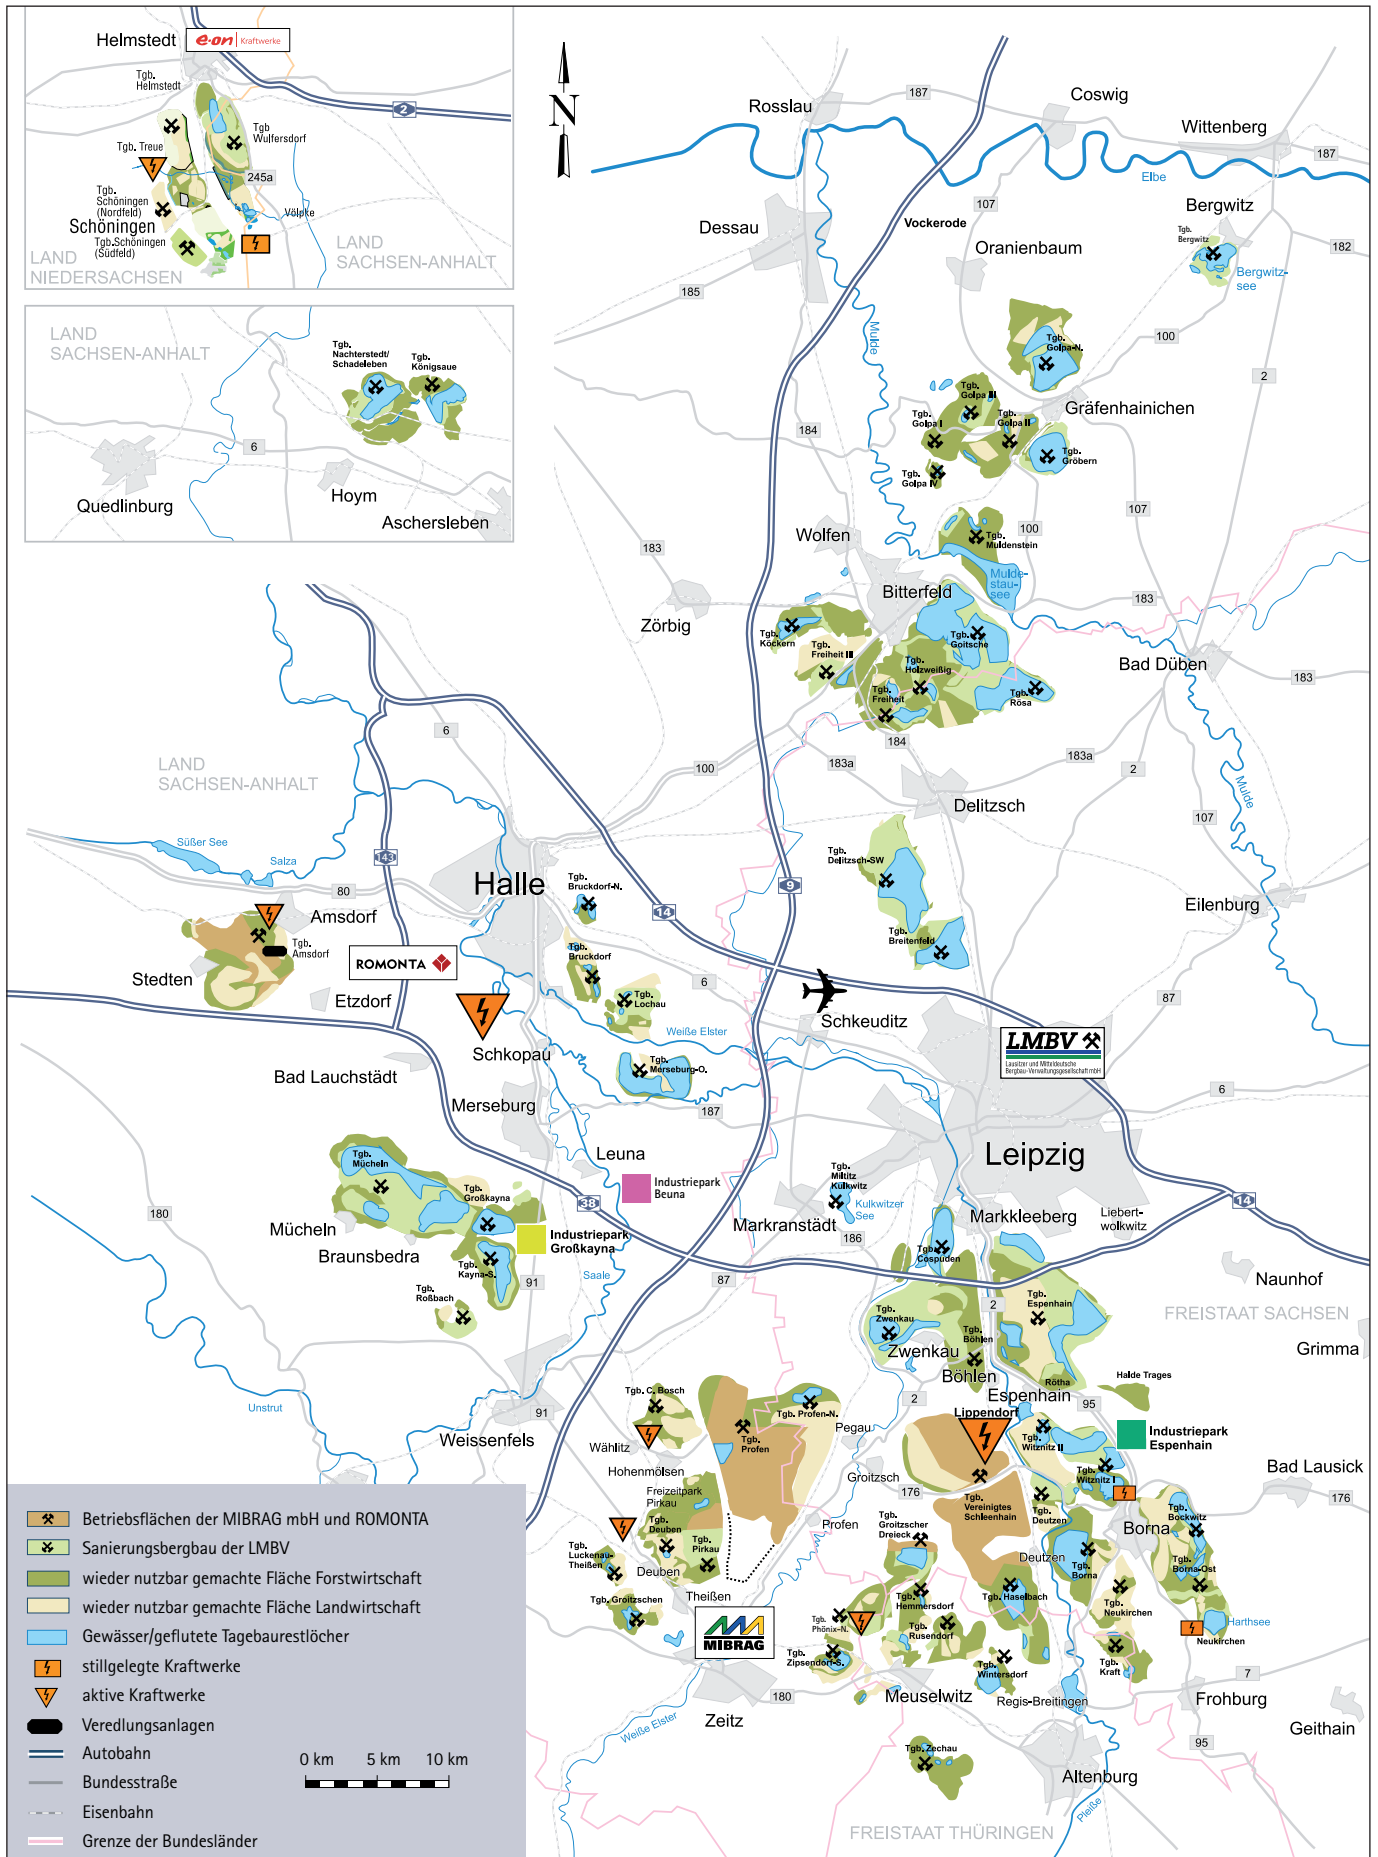 Helmstedt
e·on | Kraftwerke
Tgb.
Helmstedt
2
Tgb
Wulfersdorf
Tgb. Treue
245a
Tgb.
Schöningen
(Nordfeld)
Völpke
Schöningen
Tgb.Schöningen
(Südfeld)
LAND
NIEDERSACHSEN
LAND
SACHSEN-ANHALT
LAND
SACHSEN-ANHALT
Tgb.
Nachterstedt/
Schadeleben
Tgb.
Königsaue
6
Quedlinburg
Hoym
Aschersleben
N
Rosslau
187
Coswig
Wittenberg
187
184
Elbe
107
Dessau
Vockerode
Oranienbaum
Bergwitz
Tgb.
Bergwitz
182
Bergwitz-
see
185
Mulde
100
2
Tgb.
Golpa-N.
Tgb.
Golpa III
Gräfenhainichen
Tgb.
Golpa I
Tgb.
Golpa II
184
Tgb.
Gröbern
Tgb.
Golpa IV
107
100
Wolfen
Tgb.
Muldenstein
183
Mulde-
stau-
see
Bitterfeld
183
Zörbig
Tgb.
Köckern
Tgb.
Freiheit III
Tgb.
Goitsche
Tgb.
Holzweißig
Bad Düben
183
Tgb.
Freiheit
Tgb.
Rösa
6
184
183a
183a
2
100
Delitzsch
Mulde
107
LAND
SACHSEN-ANHALT
Süßer See
Salza
143
80
Halle
Tgb.
Bruckdorf-N.
14
9
Tgb.
Delitzsch-SW
Eilenburg
Amsdorf
Tgb.
Amsdorf
Tgb.
Breitenfeld
Stedten
ROMONTA
Tgb.
Bruckdorf
Etzdorf
6
Tgb.
Lochau
87
Schkeuditz
Weiße Elster
LMBV
Lausitzer und Mitteldeutsche
Bergbau-Verwaltungsgesellschaft mbH
Schkopau
Bad Lauchstädt
Tgb.
Merseburg-O.
6
Merseburg
187
Leipzig
Leuna
Tgb.
Mücheln
Industriepark
Beuna
Tgb.
Miltitz
Kulkwitz
Tgb.
Großkayna
38
Kulkwitzer
See
14
180
Mücheln
Markranstädt
Markkleeberg
Liebert-
wolkwitz
Industriepark
Großkayna
186
Braunsbedra
Tgb.
Cospuden
Tgb.
Kayna-S.
Saale
91
87
Naunhof
Tgb.
Roßbach
2
Tgb.
Espenhain
FREISTAAT SACHSEN
Tgb.
Zwenkau
Tgb.
Böhlen
Grimma
Zwenkau
Böhlen
Rötha
Halde Trages
Unstrut
Tgb. C. Bosch
Espenhain
2
95
91
Tgb. Profen-N.
Lippendorf
Weissenfels
Pegau
Wählitz
Tgb.
Profen
Tgb.
Witznitz II
Industriepark
Espenhain
Hohenmölsen
Groitzsch
Tgb.
Witznitz I
Bad Lausick
Freizeitpark
Pirkau
176
176
Tgb.
Vereinigtes
Schleenhain
Tgb.
Deutzen
Tgb.
Bockwitz
Profen
Tgb.
Groitzscher
Dreieck
Borna
Tgb.
Deuben
Tgb.
Pirkau
Tgb.
Luckenau-
Theißen
Deutzen
Deuben
Tgb.
Borna
Tgb.
Borna-Ost
Theißen
Tgb. Groitzschen
Tgb.
Hemmersdorf
Tgb. Haselbach
Tgb.
Neukirchen
Harthsee
MIBRAG
Tgb.
Phönix-N.
Tgb.
Rusendorf
Neukirchen
Tgb.
Zipsendorf-S.
Tgb.
Wintersdorf
Tgb.
Kraft
7
Zeitz
180
Meuselwitz
Regis-Breitingen
Frohburg
Weiße Elster
Geithain
95
Tgb. Zechau
Altenburg
Pleiße
FREISTAAT THÜRINGEN
Betriebsflächen der MIBRAG mbH und ROMONTA
Sanierungsbergbau der LMBV
wieder nutzbar gemachte Fläche Forstwirtschaft
wieder nutzbar gemachte Fläche Landwirtschaft
Gewässer/geflutete Tagebaurestlöcher
stillgelegte Kraftwerke
aktive Kraftwerke
Veredlungsanlagen
Autobahn
Bundesstraße
Eisenbahn
Grenze der Bundesländer
0 km 5 km 10 km